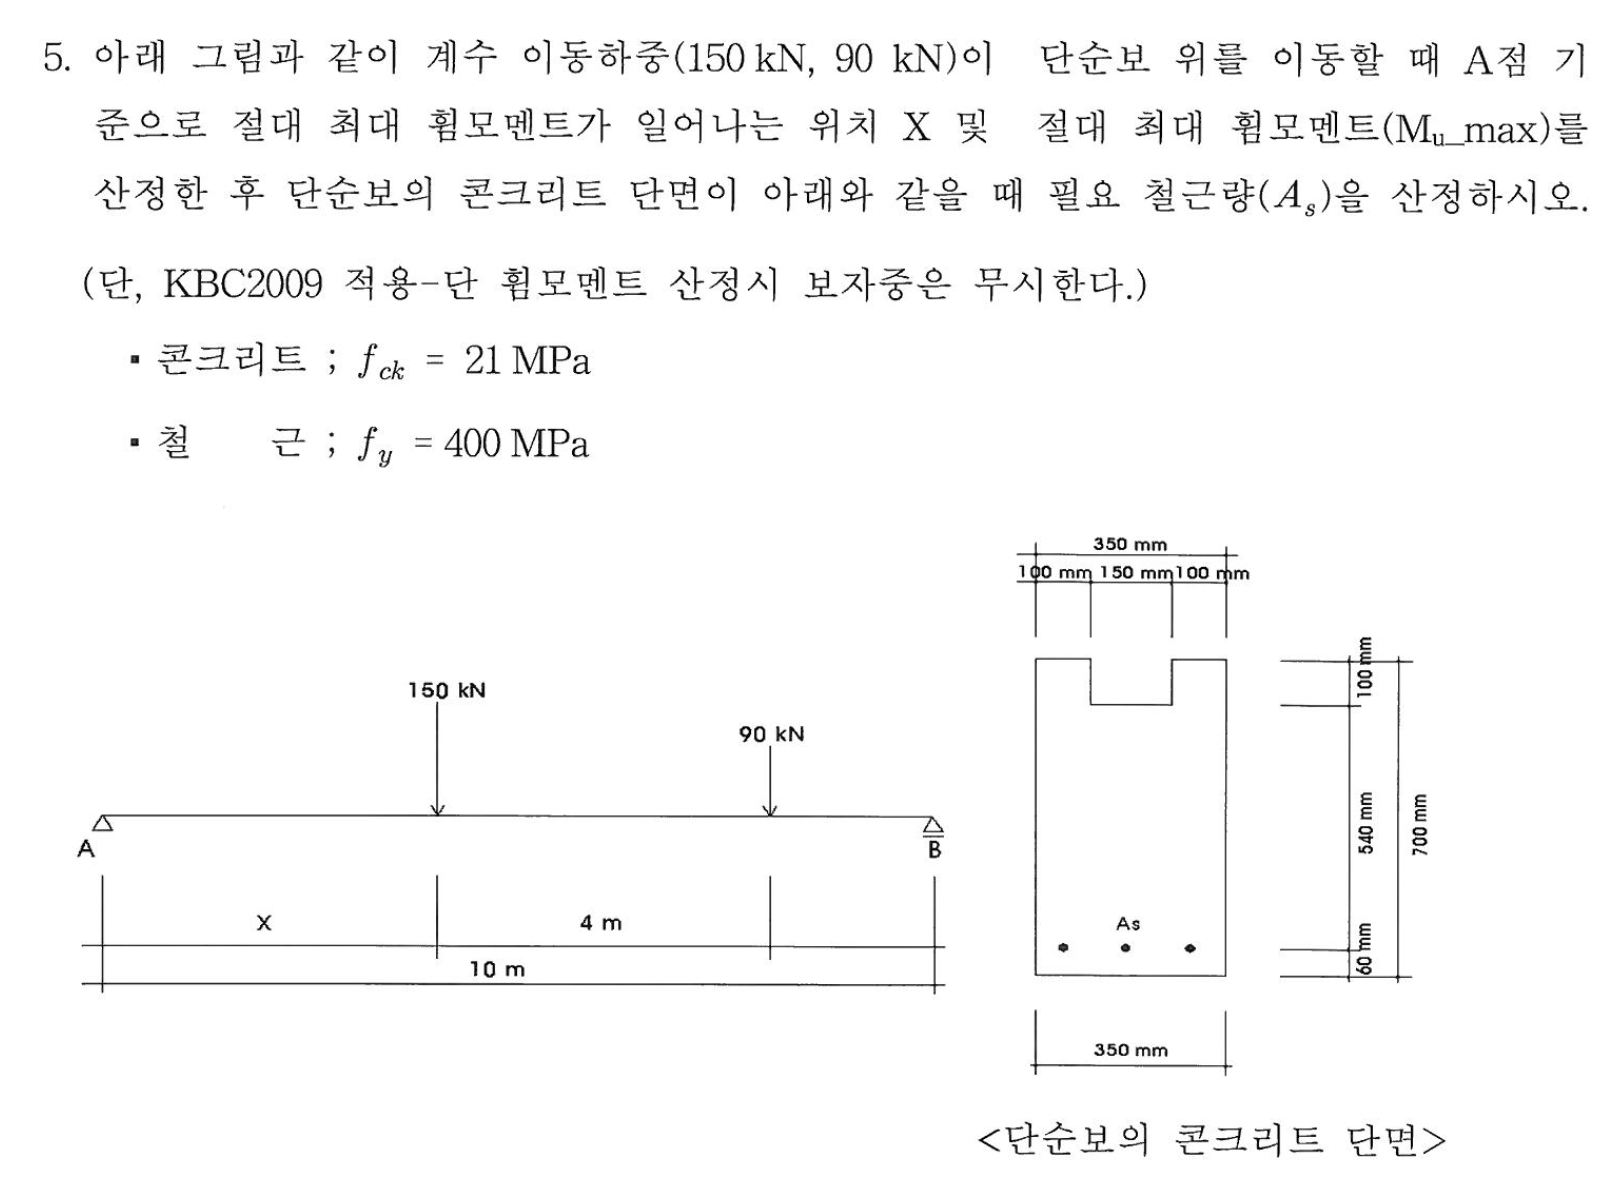 5. 아래 그림과 같이 계수 이동하중(150 kN, 90 kN)이 단순보 위를 이동할 때 A점 기
준으로 절대 최대 휨모멘트가 일어나는 위치 X 및 절대 최대 휨모멘트(Mu_max)를
산정한 후 단순보의 콘크리트 단면이 아래와 같을 때 필요 철근량(As)을 산정하시오.
(단, KBC2009 적용-단 휨모멘트 산정시 보자중은 무시한다.)
▪ 콘크리트 ; fck = 21 MPa
▪ 철 근 ; fy = 400 MPa
150 kN
90 kN
A
B
X
4 m
10 m
350 mm
100 mm 150 mm 100 mm
100 mm
540 mm
700 mm
60 mm
As
350 mm
<단순보의 콘크리트 단면>